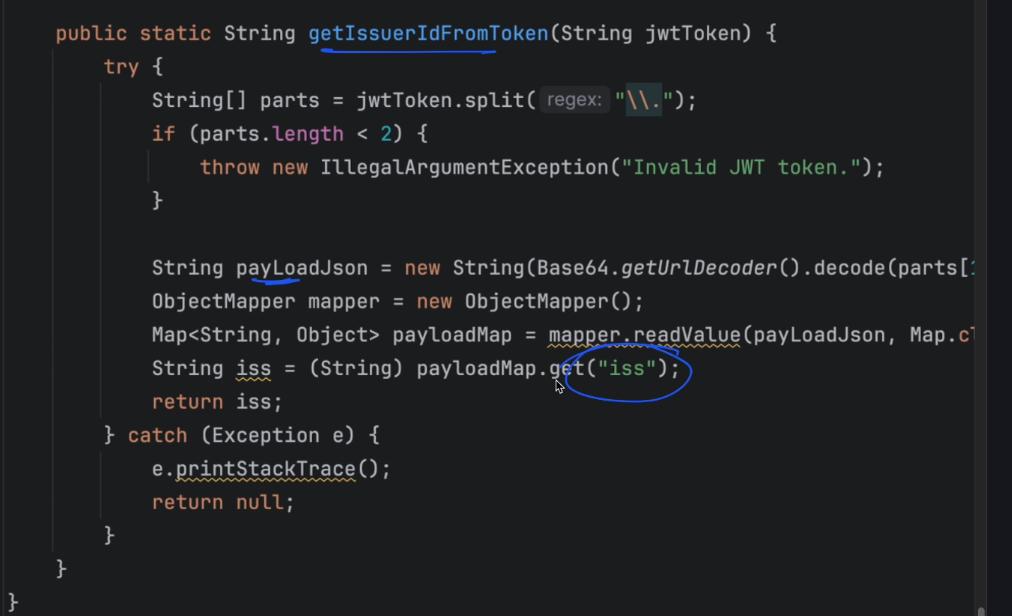 public static String getIssuerIdFromToken(String jwtToken) {
try {
String[] parts = jwtToken.split( regex: "\\.");
if (parts.length < 2) {
throw new IllegalArgumentException("Invalid JWT token.");
}
String payLoadJson = new String(Base64.getUrlDecoder().decode(parts[1
ObjectMapper mapper = new ObjectMapper();
Map<String, Object> payloadMap = mapper.readValue(payLoadJson, Map.cl
String iss = (String) payloadMap.get("iss");
return iss;
} catch (Exception e) {
e.printStackTrace();
return null;
}
}
}